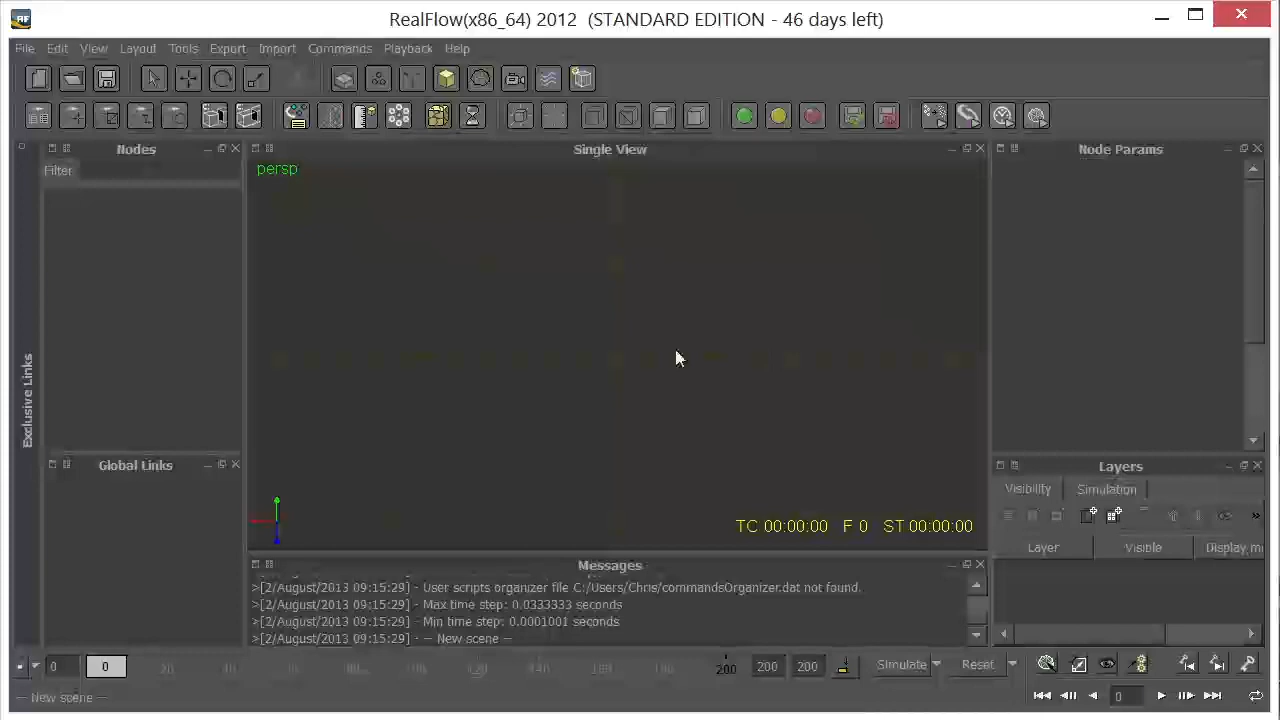 RealFlow(x86_64) 2012 (STANDARD EDITION - 46 days left)
File Edit View Layout Tools Export Import Commands Playback Help
Nodes
Single View
Node Params
Filter
persp
Exclusive Links
Global Links
TC 00:00:00 F 0 ST 00:00:00
Layers
Visibility Simulation
Layer Visible Display m
Messages
>[2/August/2013 09:15:29] - User scripts organizer file C:/Users/Chris/commandsOrganizer.dat not found.
>[2/August/2013 09:15:29] - Max time step: 0.0333333 seconds
>[2/August/2013 09:15:29] - Min time step: 0.0001001 seconds
>[2/August/2013 09:15:29] - -- New scene --
0 0 20 140 200 200 200 Simulate Reset
-- New scene -- 0